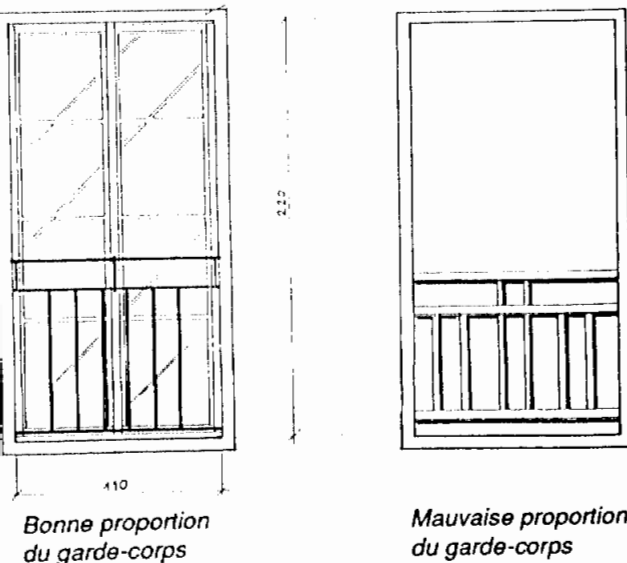 220
110
Bonne proportion
du garde-corps
Mauvaise proportion
du garde-corps